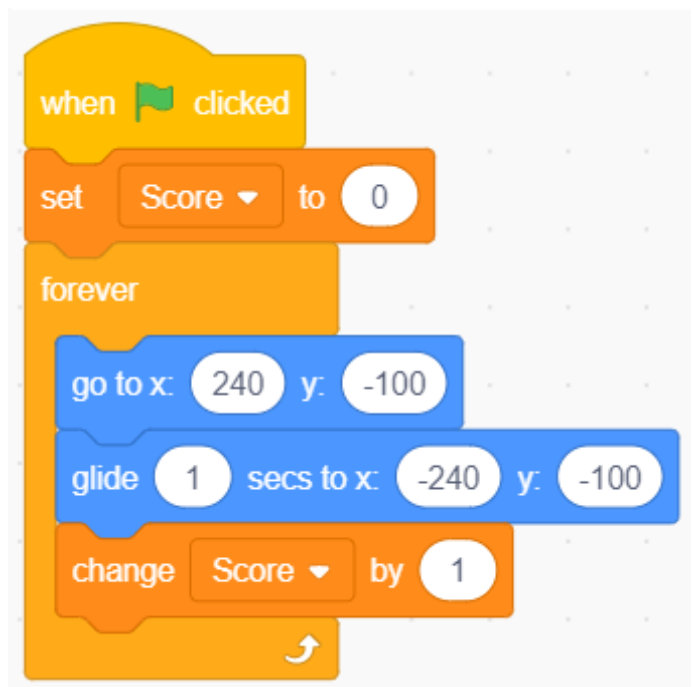 when clicked
set Score to 0
forever
go to x: 240 y: -100
glide 1 secs to x: -240 y: -100
change Score by 1